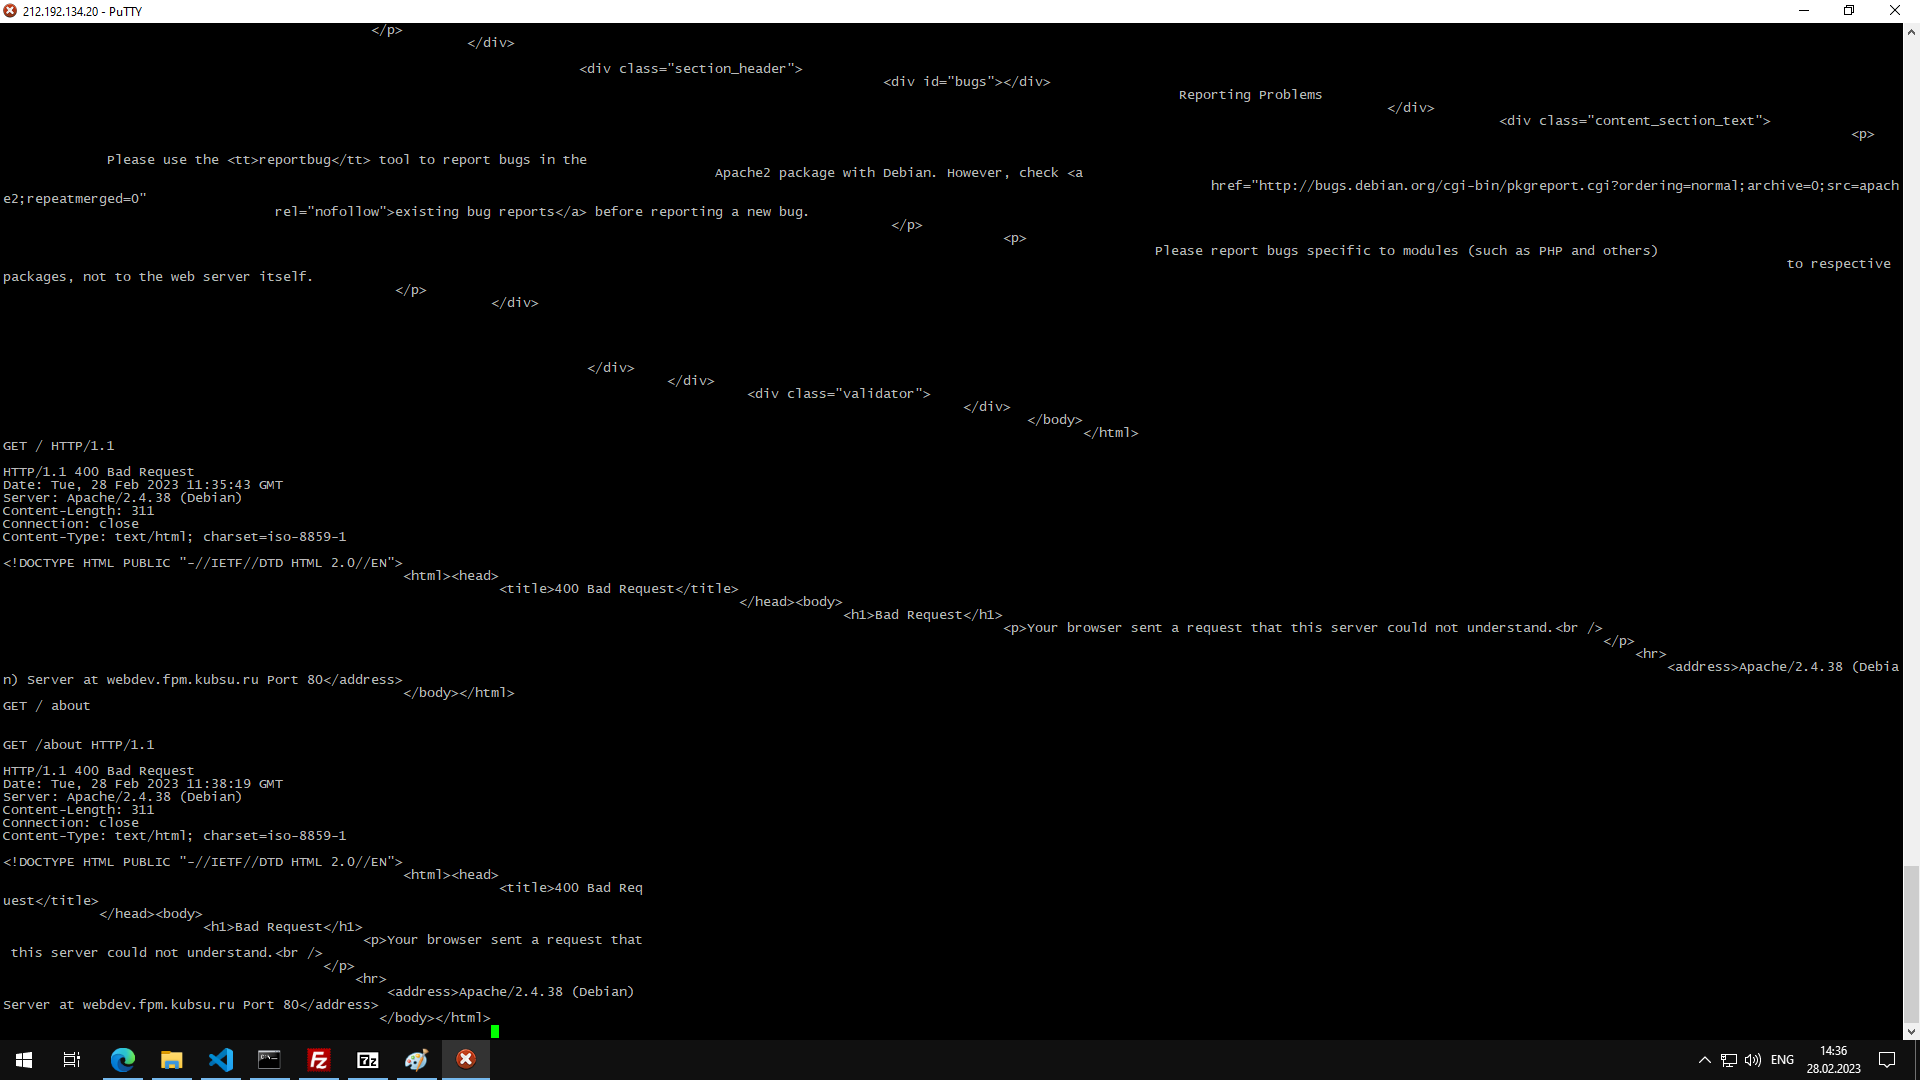 212.192.134.20 - PuTTY
</p>
</div>
<div class="section_header">
<div id="bugs"></div>
Reporting Problems
</div>
<div class="content_section_text">
<p>
Please use the <tt>reportbug</tt> tool to report bugs in the
Apache2 package with Debian. However, check <a
href="http://bugs.debian.org/cgi-bin/pkgreport.cgi?ordering=normal;archive=0;src=apach
e2;repeatmerged=0"
rel="nofollow">existing bug reports</a> before reporting a new bug.
</p>
<p>
Please report bugs specific to modules (such as PHP and others)
to respective
packages, not to the web server itself.
</p>
</div>
</div>
</div>
<div class="validator">
</div>
</body>
</html>
GET / HTTP/1.1
HTTP/1.1 400 Bad Request
Date: Tue, 28 Feb 2023 11:35:43 GMT
Server: Apache/2.4.38 (Debian)
Content-Length: 311
Connection: close
Content-Type: text/html; charset=iso-8859-1
<!DOCTYPE HTML PUBLIC "-//IETF//DTD HTML 2.0//EN">
<html><head>
<title>400 Bad Request</title>
</head><body>
<h1>Bad Request</h1>
<p>Your browser sent a request that this server could not understand.<br />
</p>
<hr>
<address>Apache/2.4.38 (Debia
n) Server at webdev.fpm.kubsu.ru Port 80</address>
</body></html>
GET / about
GET /about HTTP/1.1
HTTP/1.1 400 Bad Request
Date: Tue, 28 Feb 2023 11:38:19 GMT
Server: Apache/2.4.38 (Debian)
Content-Length: 311
Connection: close
Content-Type: text/html; charset=iso-8859-1
<!DOCTYPE HTML PUBLIC "-//IETF//DTD HTML 2.0//EN">
<html><head>
<title>400 Bad Req
uest</title>
</head><body>
<h1>Bad Request</h1>
<p>Your browser sent a request that
this server could not understand.<br />
</p>
<hr>
<address>Apache/2.4.38 (Debian)
Server at webdev.fpm.kubsu.ru Port 80</address>
</body></html>
Fz
7z
ENG
14:36
28.02.2023